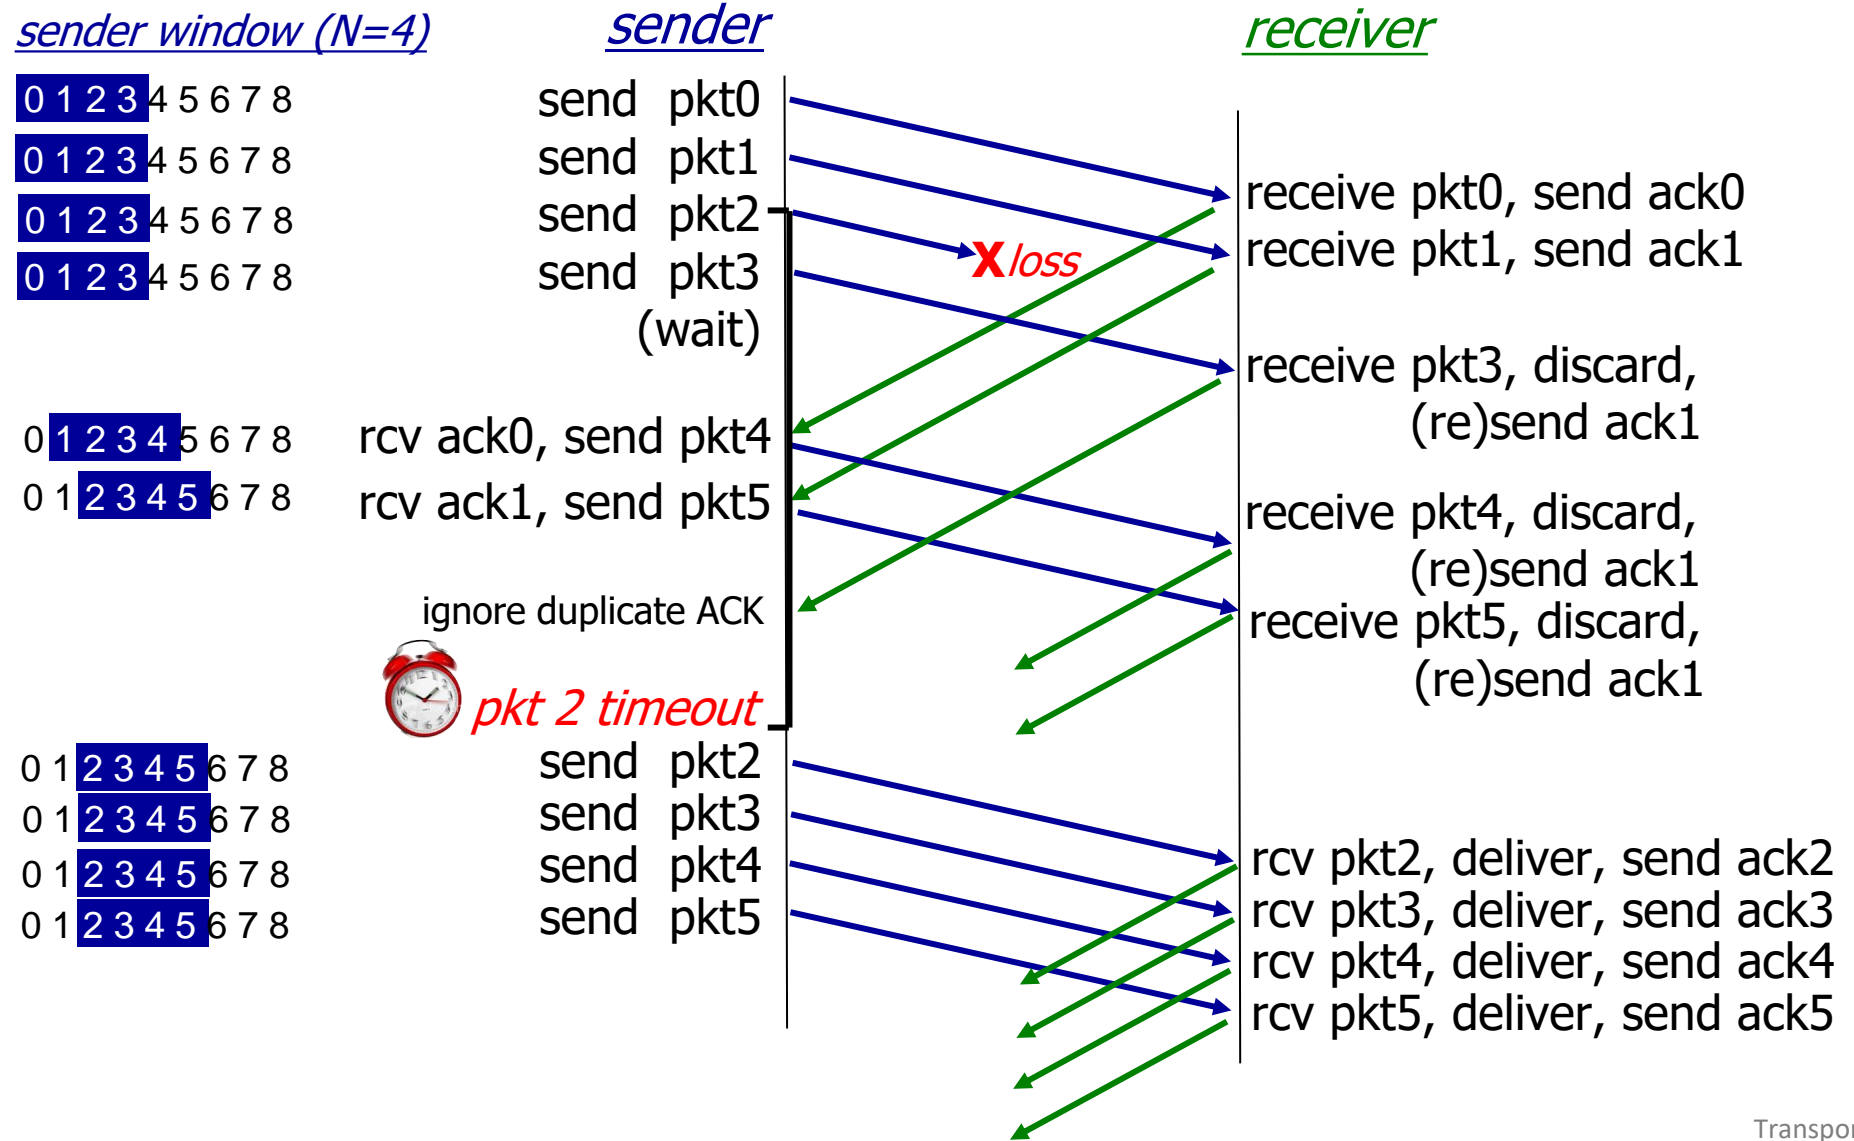 sender window (N=4)
sender
receiver
0 1 2 3 4 5 6 7 8
send pkt0
0 1 2 3 4 5 6 7 8
send pkt1
receive pkt0, send ack0
0 1 2 3 4 5 6 7 8
send pkt2
receive pkt1, send ack1
0 1 2 3 4 5 6 7 8
send pkt3
X loss
(wait)
receive pkt3, discard,
(re)send ack1
0 1 2 3 4 5 6 7 8
rcv ack0, send pkt4
0 1 2 3 4 5 6 7 8
rcv ack1, send pkt5
receive pkt4, discard,
(re)send ack1
ignore duplicate ACK
receive pkt5, discard,
(re)send ack1
pkt 2 timeout
0 1 2 3 4 5 6 7 8
send pkt2
0 1 2 3 4 5 6 7 8
send pkt3
0 1 2 3 4 5 6 7 8
send pkt4
rcv pkt2, deliver, send ack2
0 1 2 3 4 5 6 7 8
send pkt5
rcv pkt3, deliver, send ack3
rcv pkt4, deliver, send ack4
rcv pkt5, deliver, send ack5
Transpor